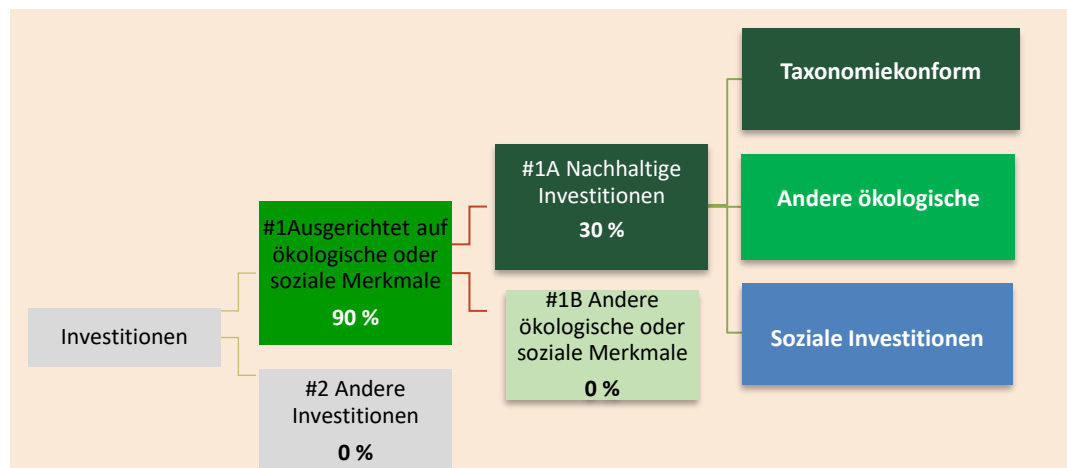 Investitionen
#1Ausgerichtet auf
ökologische oder
soziale Merkmale
90 %
#2 Andere
Investitionen
0 %
#1A Nachhaltige
Investitionen
30 %
#1B Andere
ökologische oder
soziale Merkmale
0 %
Taxonomiekonform
Andere ökologische
Soziale Investitionen